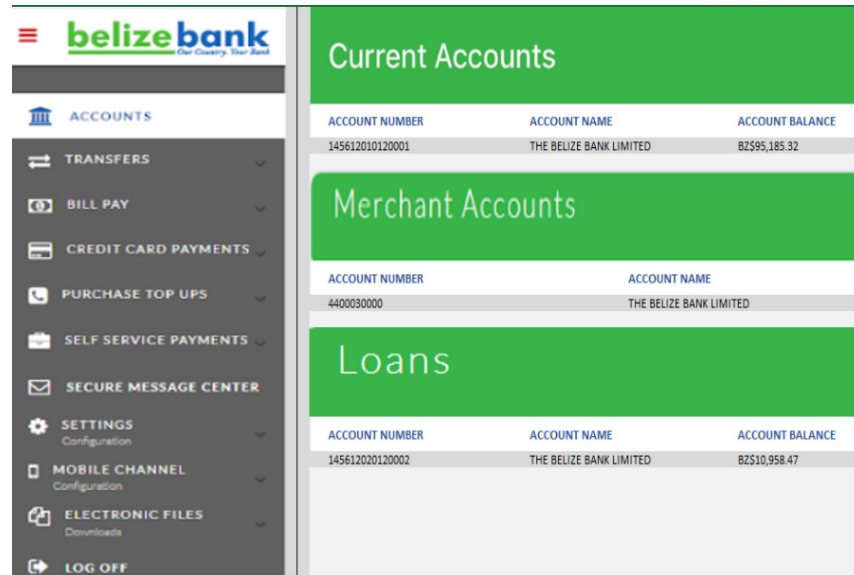 belizebank
Our Country. Your Bank
ACCOUNTS
TRANSFERS
BILL PAY
CREDIT CARD PAYMENTS
PURCHASE TOP UPS
SELF SERVICE PAYMENTS
SECURE MESSAGE CENTER
SETTINGS
Configuration
MOBILE CHANNEL
Configuration
ELECTRONIC FILES
Downloads
LOG OFF
Current Accounts
ACCOUNT NUMBER ACCOUNT NAME ACCOUNT BALANCE
145612010120001 THE BELIZE BANK LIMITED BZ$95,185.32
Merchant Accounts
ACCOUNT NUMBER ACCOUNT NAME
4400030000 THE BELIZE BANK LIMITED
Loans
ACCOUNT NUMBER ACCOUNT NAME ACCOUNT BALANCE
145612020120002 THE BELIZE BANK LIMITED BZ$10,958.47